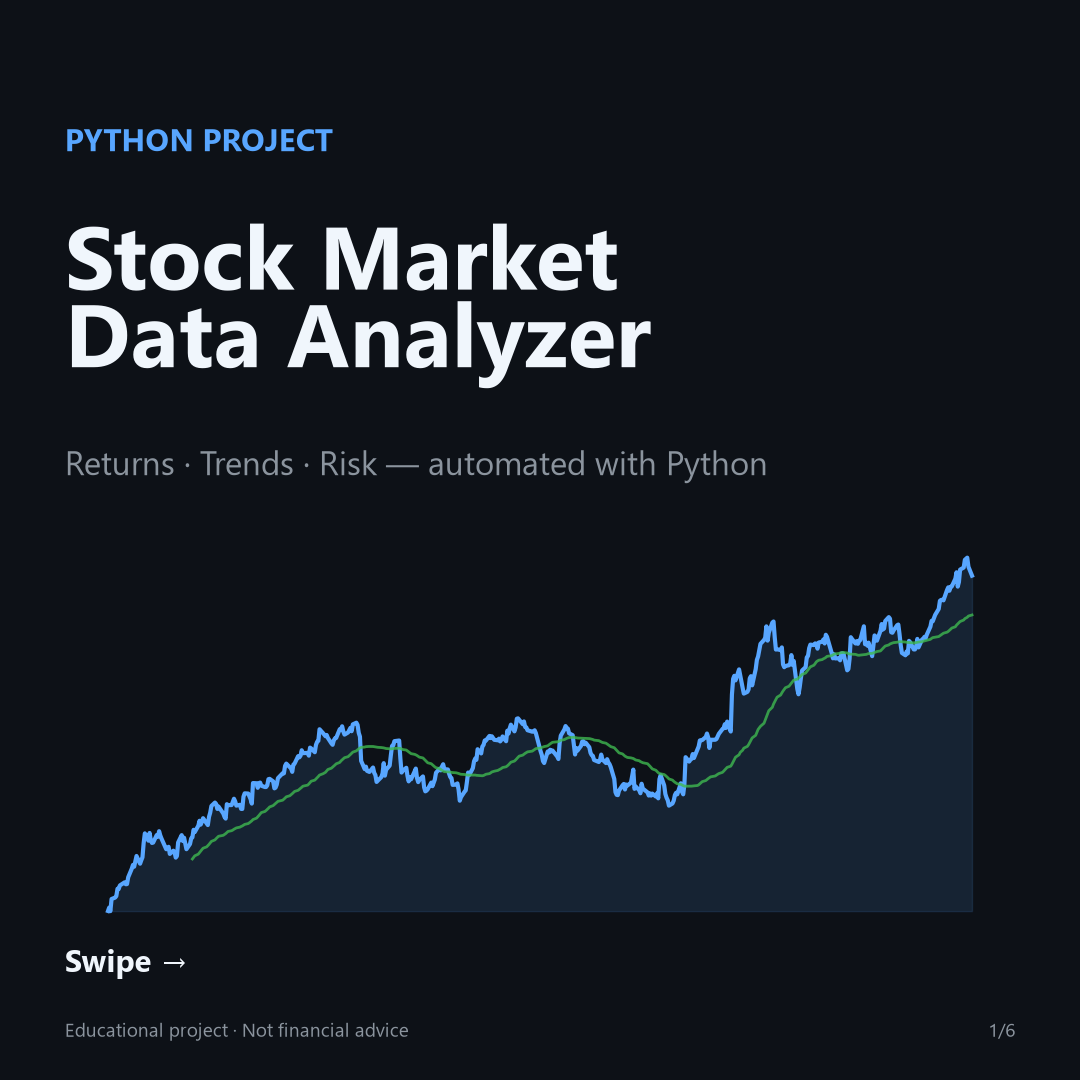 PYTHON PROJECT
Stock Market
Data Analyzer
Returns · Trends · Risk — automated with Python
Swipe →
Educational project · Not financial advice
1/6